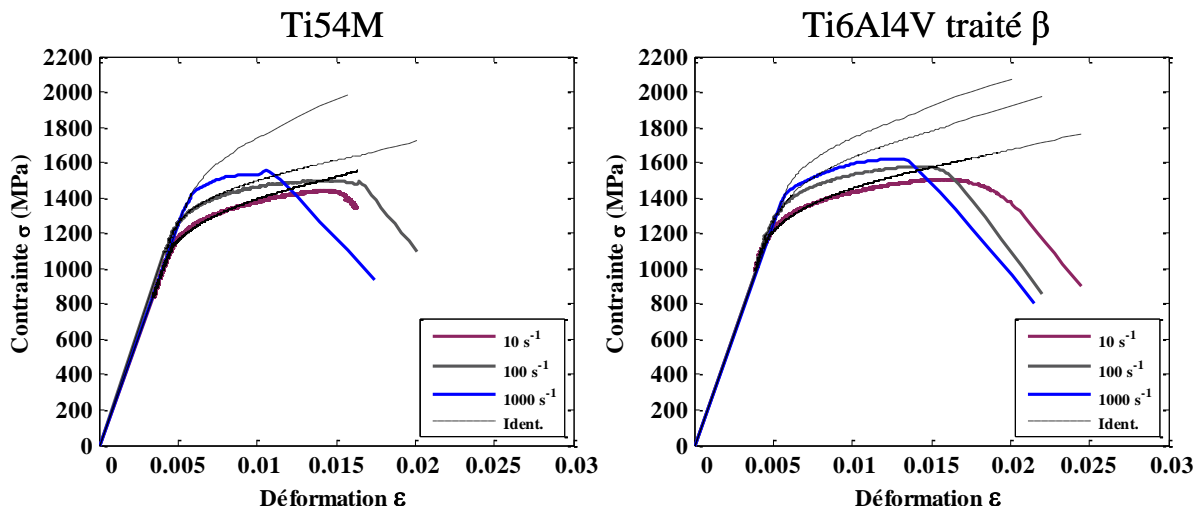 Ti54M
Contrainte σ (MPa)
2200
2000
1800
1600
1400
1200
1000
800
600
400
200
0
0 0.005 0.01 0.015 0.02 0.025 0.03
Déformation ε
10 s⁻¹
100 s⁻¹
1000 s⁻¹
Ident.
Ti6Al4V traité β
Contrainte σ (MPa)
2200
2000
1800
1600
1400
1200
1000
800
600
400
200
0
0 0.005 0.01 0.015 0.02 0.025 0.03
Déformation ε
10 s⁻¹
100 s⁻¹
1000 s⁻¹
Ident.